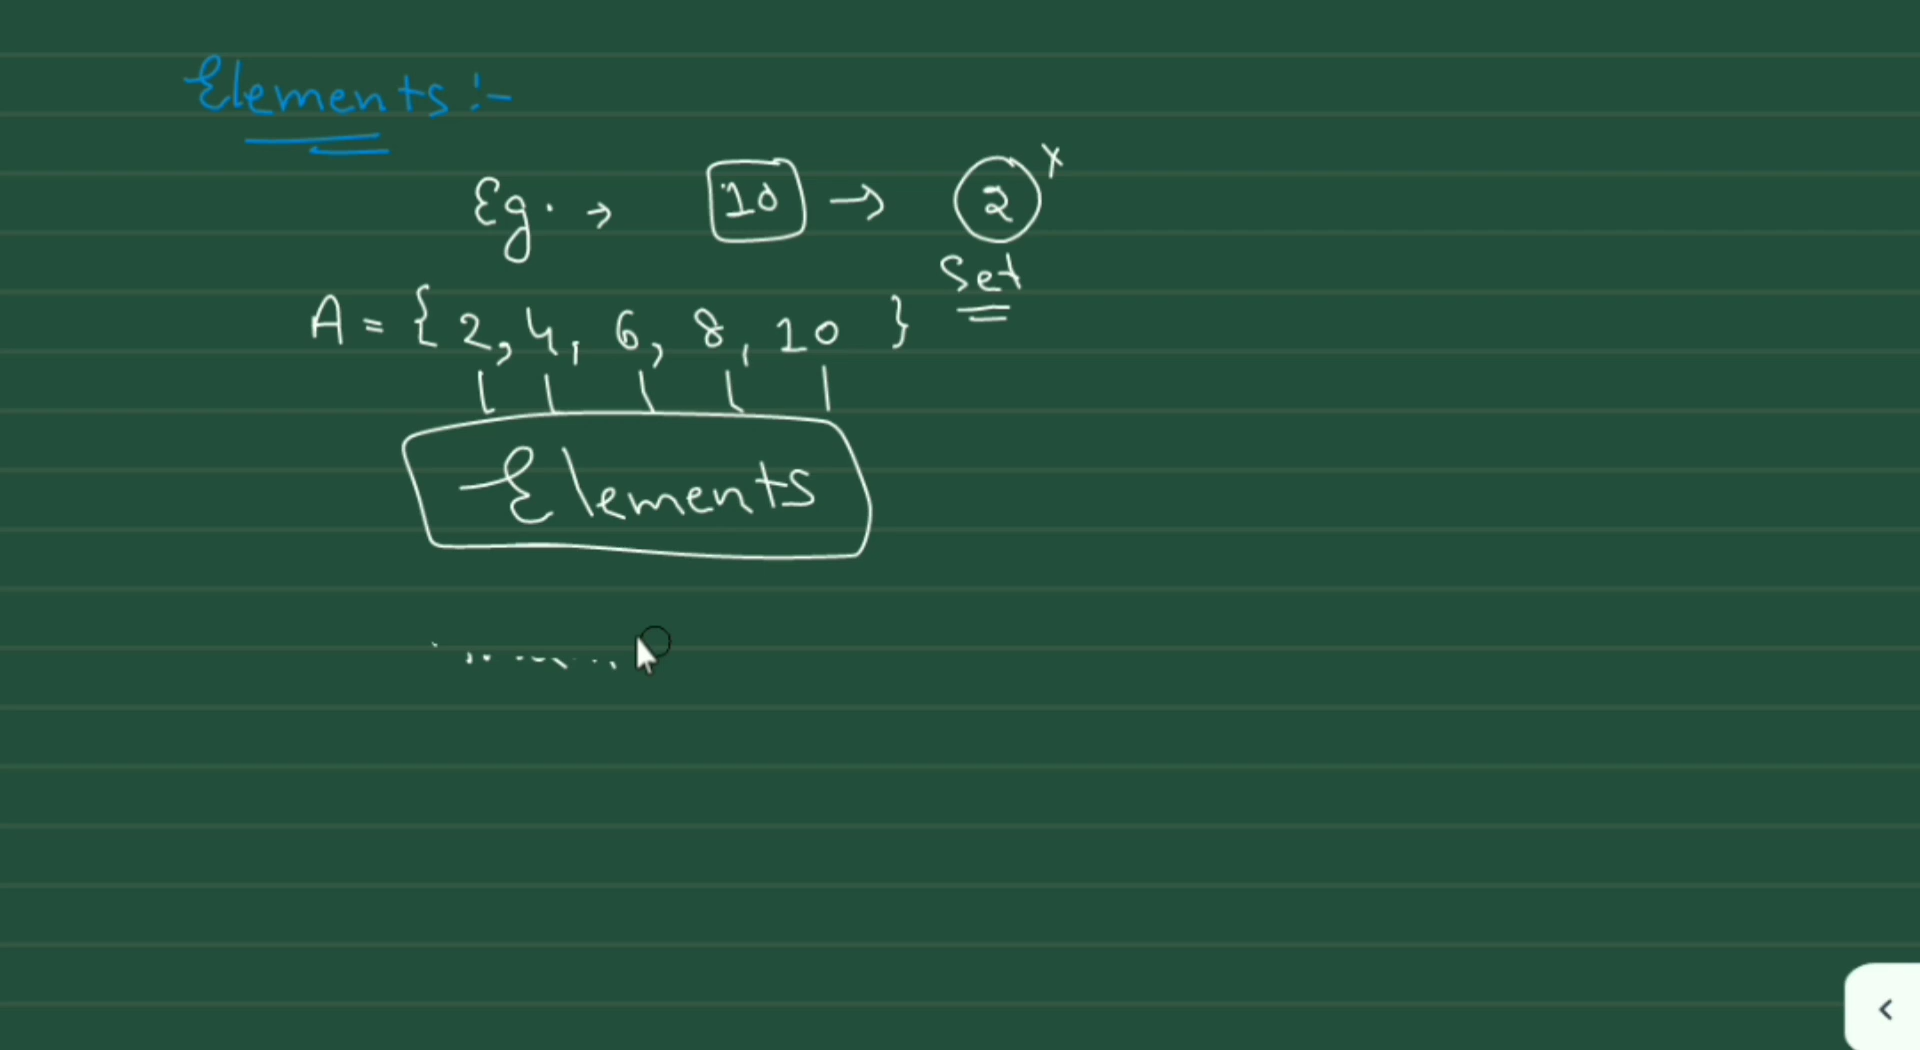 Elements :-
Eg. → 10 → 2 x
Set
A = { 2, 4, 6, 8, 10 }
Elements